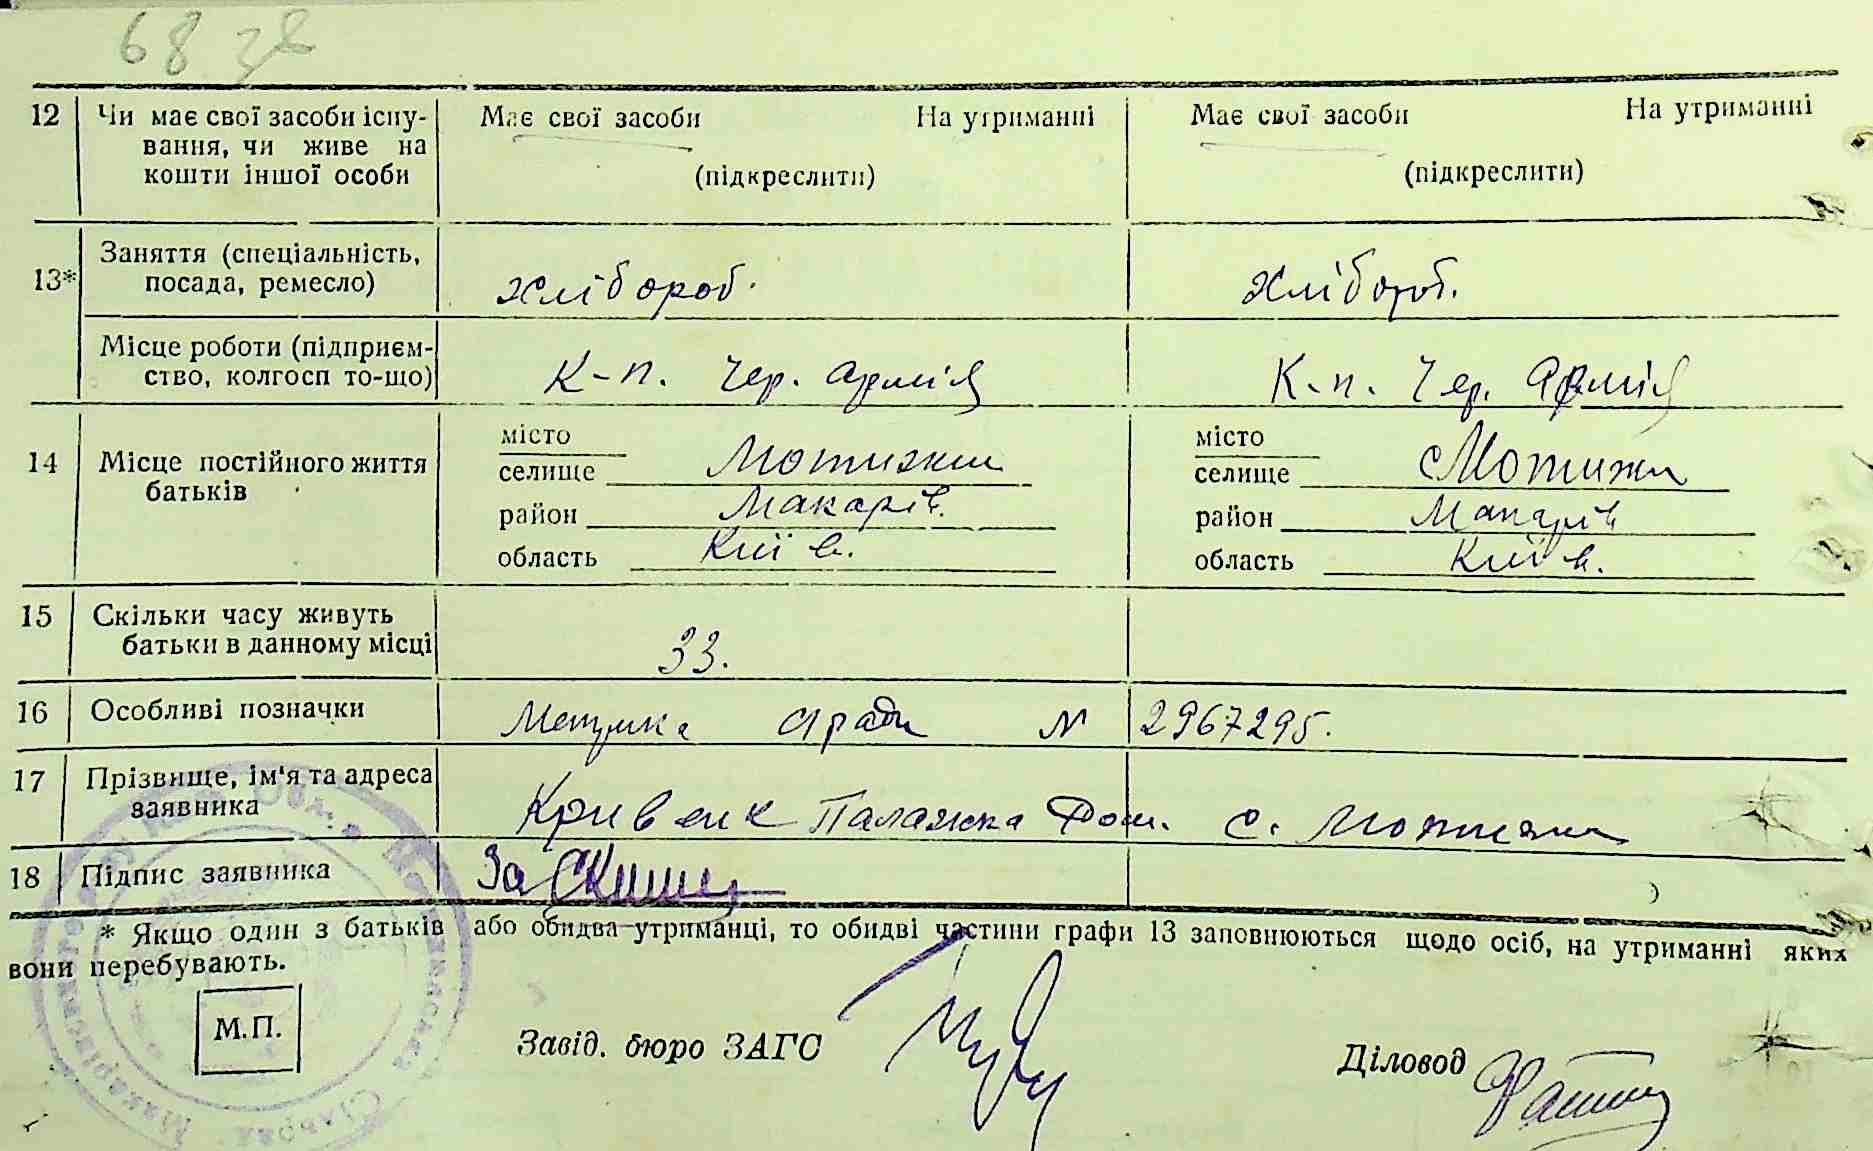 68 зв
12 Чи має свої засоби існу- Має свої засоби На утриманні Має свої засоби На утриманні
вання, чи живе на
кошти іншої особи (підкреслити) (підкреслити)
13* Заняття (спеціальність,
посада, ремесло) хлібороб. хлібороб.
Місце роботи (підприєм-
ство, колгосп то-що) К-п. Чер. Армія К-п. Чер. Армія
14 Місце постійного життя
батьків
місто місто
селище Мотижин селище с Мотижин
район Макарів. район Макарів
область Київ. область Київ.
15 Скільки часу живуть
батьки в данному місці 33.
16 Особливі позначки N 2967295.
17 Прізвище, ім'я та адреса
заявника Кривенк Палажка с. Мотижин
18 Підпис заявника За
* Якщо один з батьків або обидва утриманці, то обидві частини графи 13 заповнюються щодо осіб, на утриманні яких
вони перебувають.
М.П.
Завід. бюро ЗАГС
Діловод